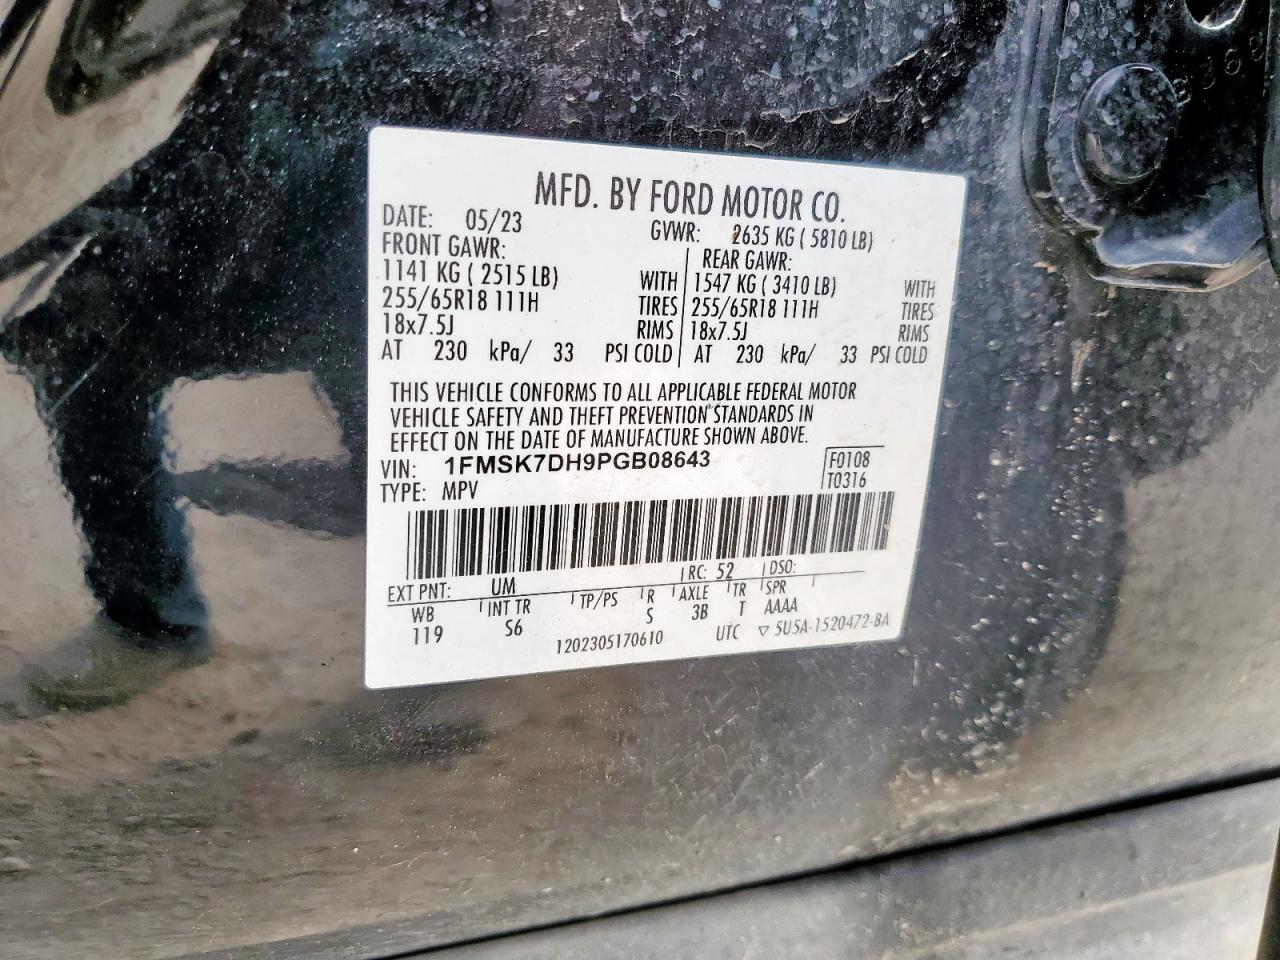 MFD. BY FORD MOTOR CO.
DATE: 05/23 GVWR: 2635 KG ( 5810 LB)
FRONT GAWR: REAR GAWR:
1141 KG ( 2515 LB) WITH 1547 KG ( 3410 LB) WITH
255/65R18 111H TIRES 255/65R18 111H TIRES
18x7.5J RIMS 18x7.5J RIMS
AT 230 kPa/ 33 PSI COLD AT 230 kPa/ 33 PSI COLD
THIS VEHICLE CONFORMS TO ALL APPLICABLE FEDERAL MOTOR
VEHICLE SAFETY AND THEFT PREVENTION STANDARDS IN
EFFECT ON THE DATE OF MANUFACTURE SHOWN ABOVE.
VIN: 1FMSK7DH9PGB08643 F0108
TYPE: MPV T0316
EXT PNT: UM RC: 52 DSO:
WB INT TR TP/PS R AXLE TR SPR
119 S6 S 3B T AAAA
1202305170610 UTC ▽ 5U5A-1520472-BA